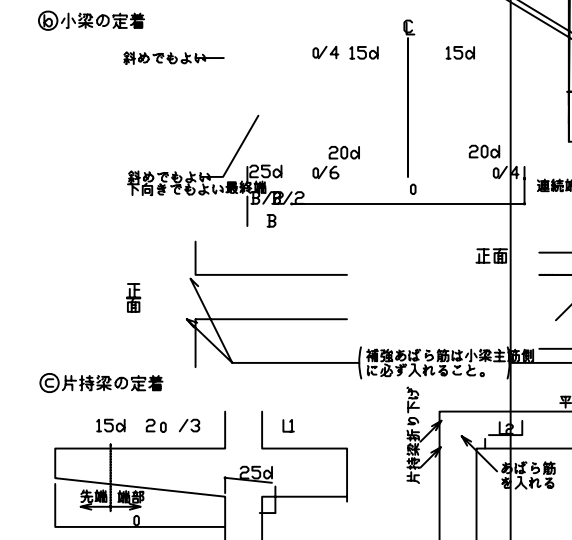 ⓑ小梁の定着
℄
斜めでもよい
0/4 15d
15d
20d
20d
斜めでもよい
25d
0/6
0/4
下向きでもよい
最終端
連続端
0
B
正面
正面
補強あばら筋は小梁主筋側
に必ず入れること。
ⓒ片持梁の定着
片持梁折り下げ
平
15d
20/3
L1
L2
25d
あばら筋
を入れる
先端
端部
0